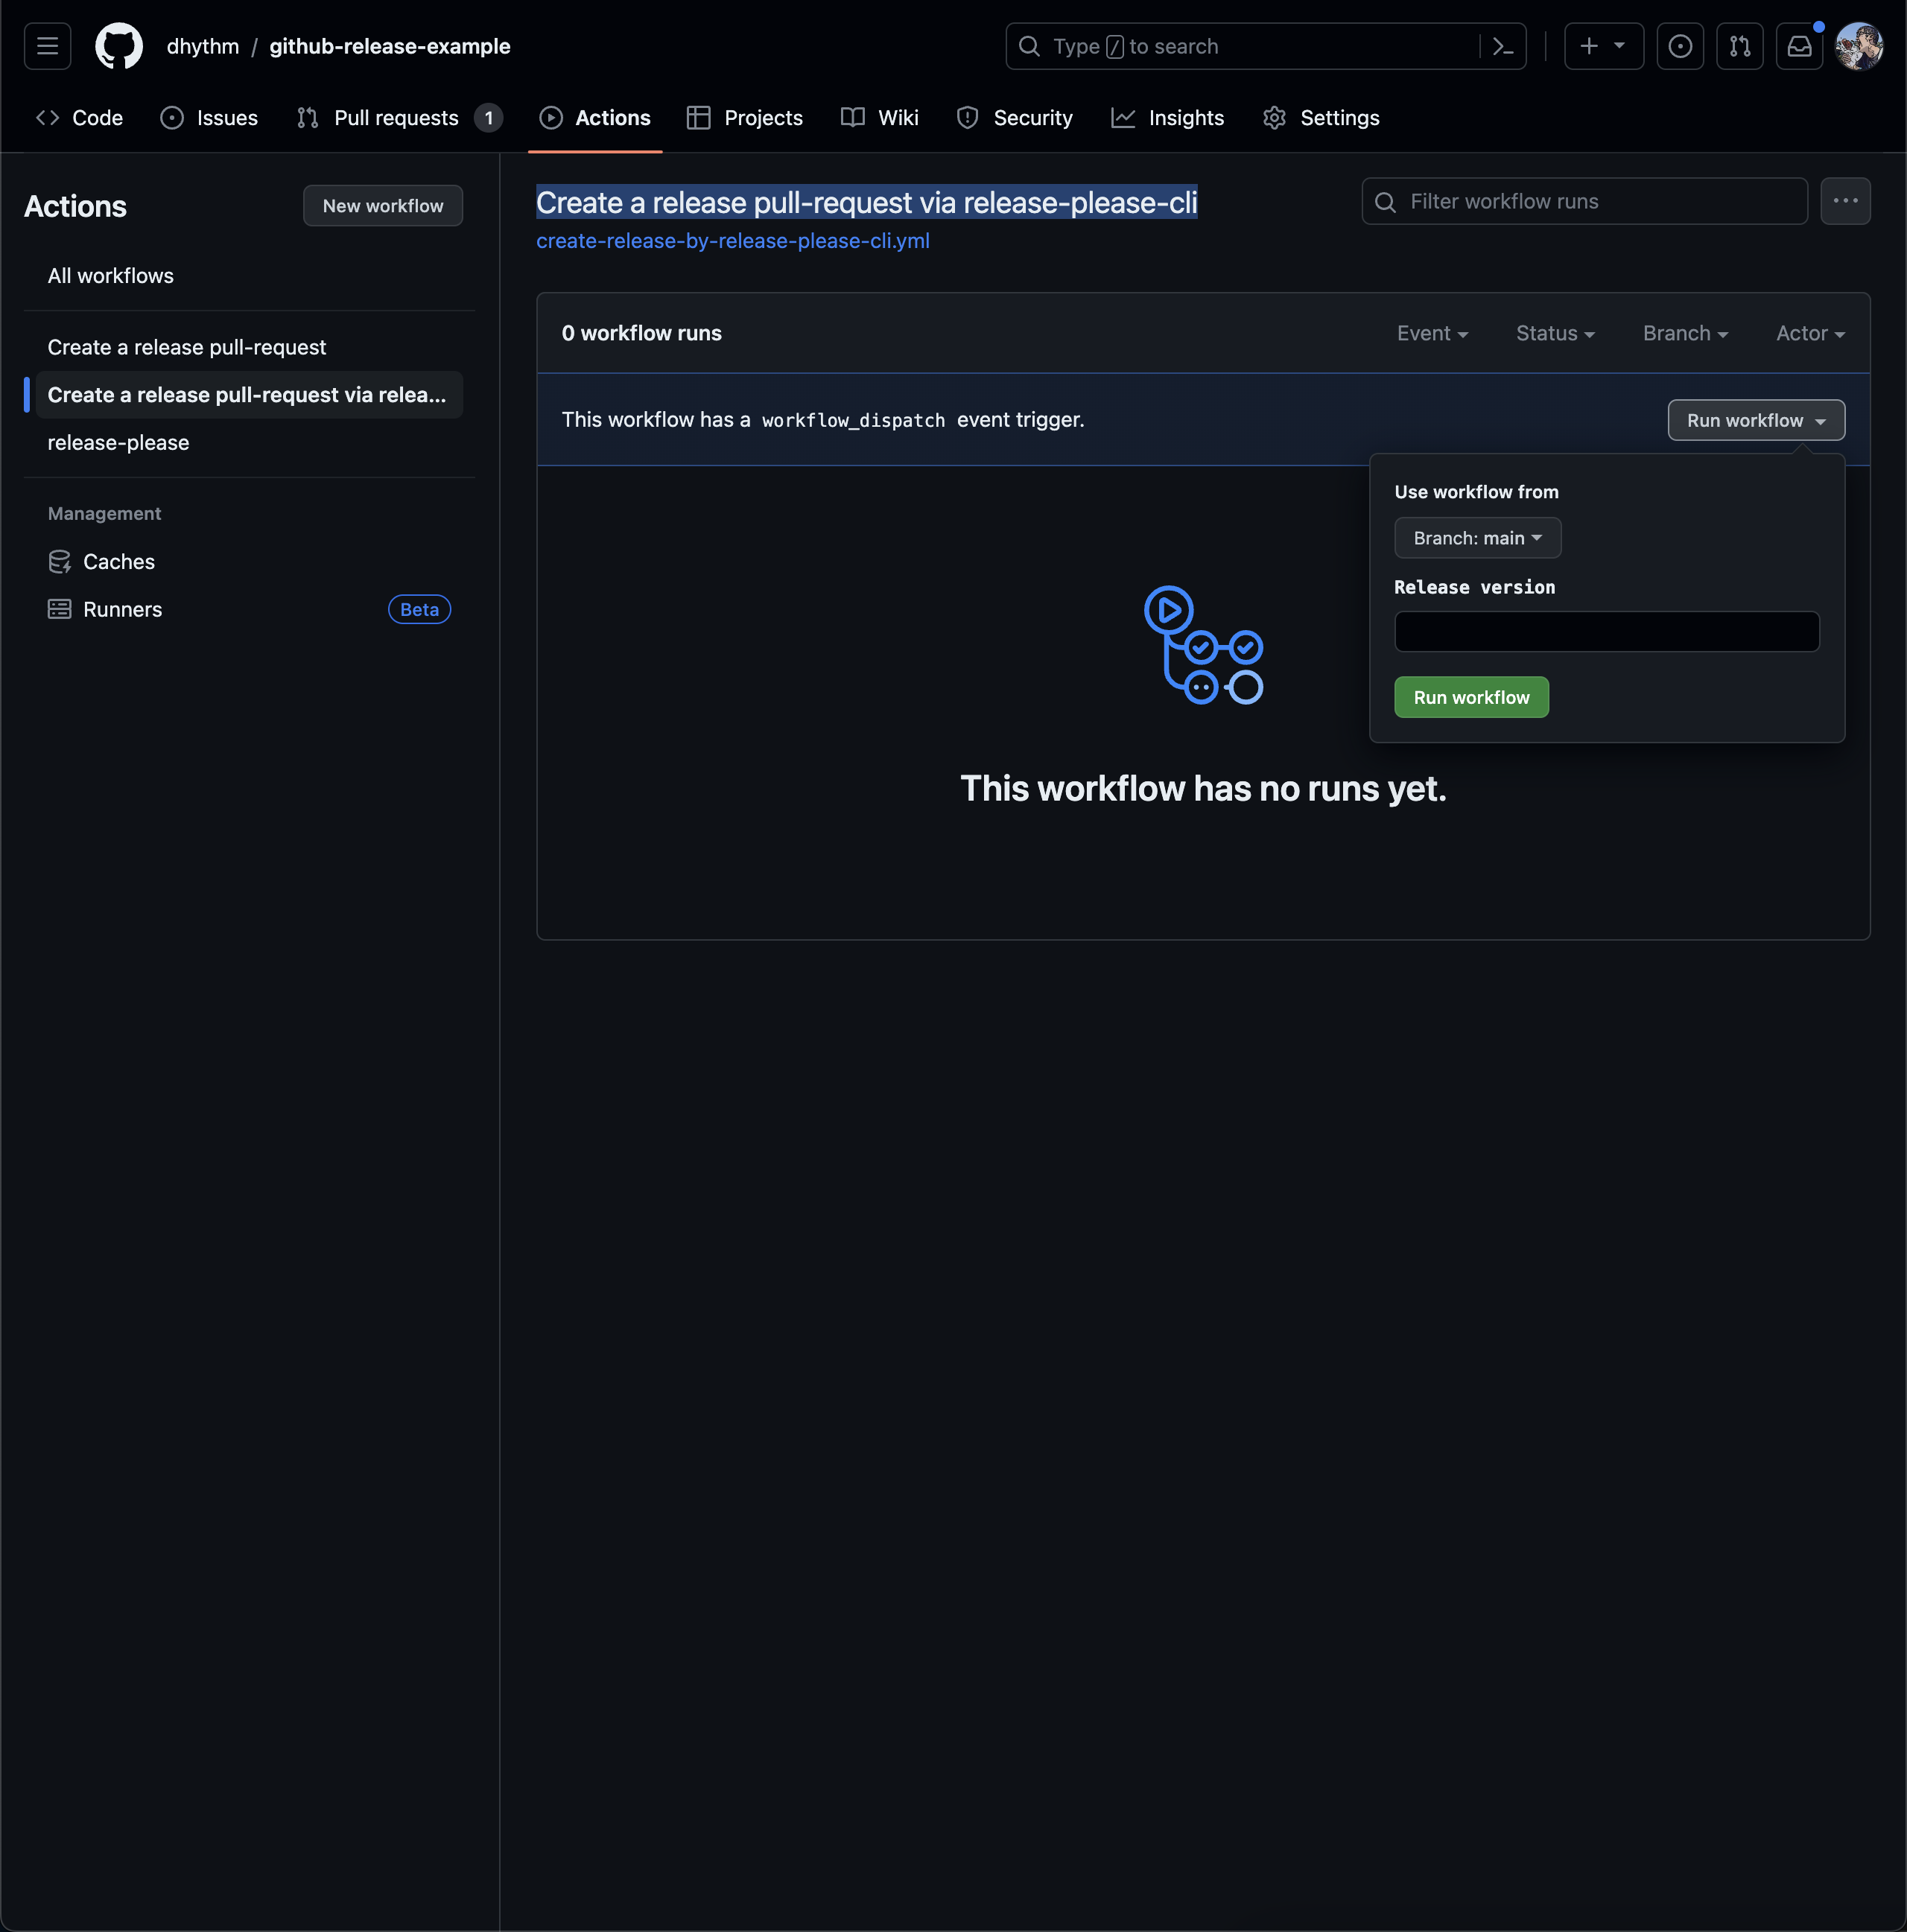 dhythm / github-release-example
Type / to search
Code
Issues
Pull requests 1
Actions
Projects
Wiki
Security
Insights
Settings
Actions
New workflow
All workflows
Create a release pull-request
Create a release pull-request via relea...
release-please
Management
Caches
Runners
Beta
Create a release pull-request via release-please-cli
create-release-by-release-please-cli.yml
Filter workflow runs
0 workflow runs
Event
Status
Branch
Actor
This workflow has a workflow_dispatch event trigger.
Run workflow
Use workflow from
Branch: main
Release version
Run workflow
This workflow has no runs yet.